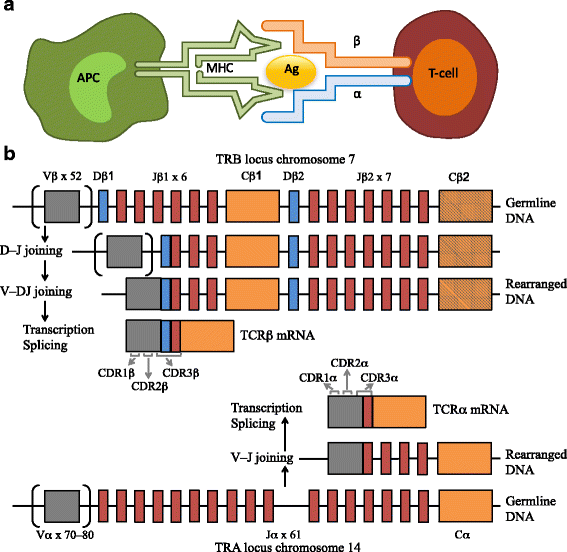 a
APC
MHC
Ag
β
α
T-cell
b
TRB locus chromosome 7
Vβ x 52
Dβ1
Jβ1 x 6
Cβ1
Dβ2
Jβ2 x 7
Cβ2
Germline
DNA
D–J joining
V–DJ joining
Rearranged
DNA
Transcription
Splicing
TCRβ mRNA
CDR1β
CDR2β
CDR3β
CDR2α
CDR1α
CDR3α
Transcription
Splicing
TCRα mRNA
V–J joining
Rearranged
DNA
Germline
DNA
Vα x 70–80
Jα x 61
Cα
TRA locus chromosome 14